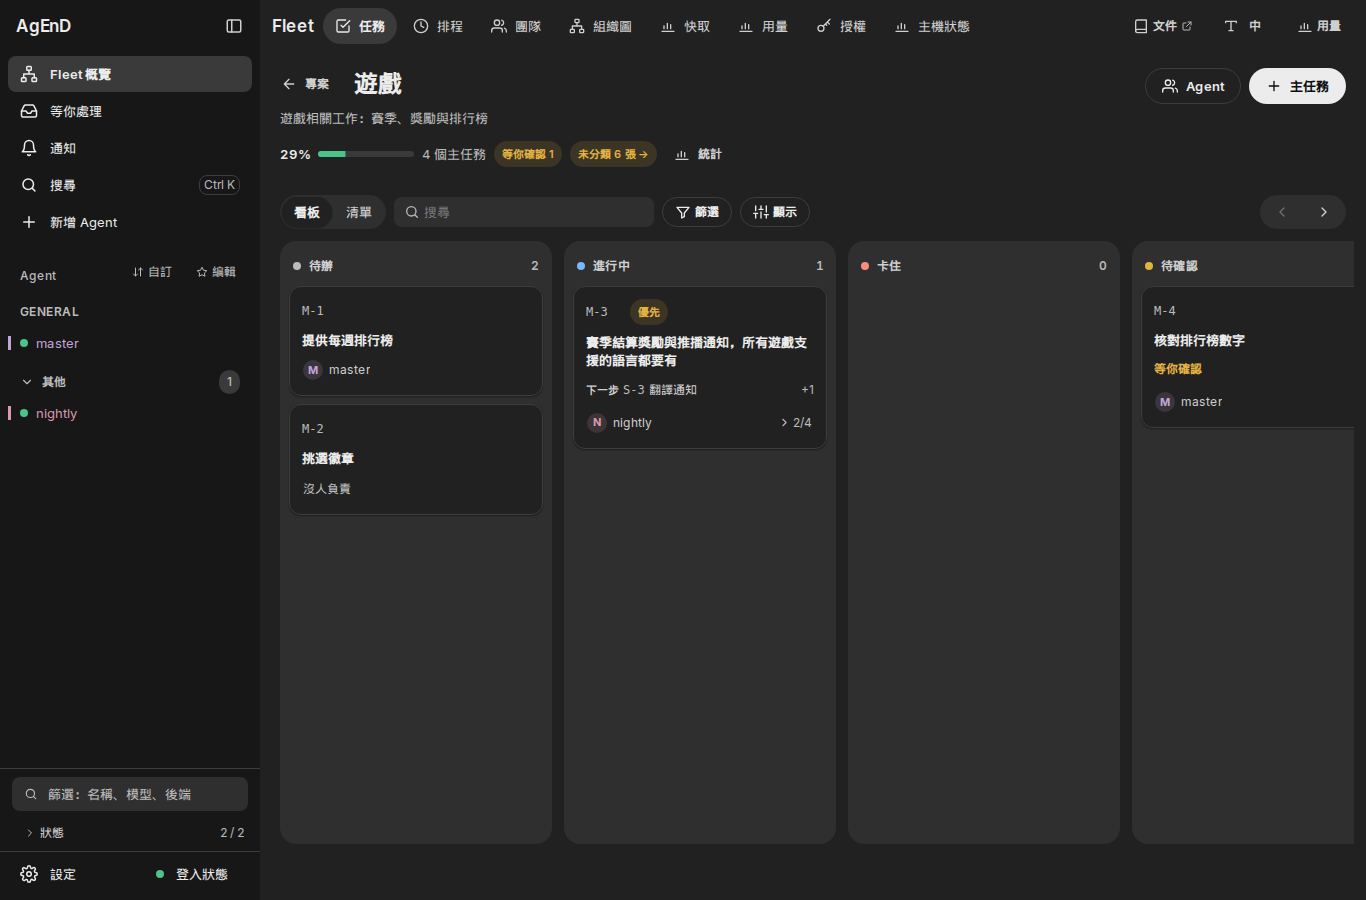 AgEnD
Fleet 概覽
等你處理
通知
搜尋 Ctrl K
新增 Agent
Agent 自訂 編輯
GENERAL
master
其他 1
nightly
篩選：名稱、模型、後端
狀態 2 / 2
設定 登入狀態
Fleet 任務 排程 團隊 組織圖 快取 用量 授權 主機狀態 文件 中 用量
專案 遊戲 Agent 主任務
遊戲相關工作：賽季、獎勵與排行榜
29% 4 個主任務 等你確認 1 未分類 6 張 → 統計
看板 清單 搜尋 篩選 顯示
待辦 2
M-1
提供每週排行榜
M master
M-2
挑選徽章
沒人負責
進行中 1
M-3 優先
賽季結算獎勵與推播通知，所有遊戲支
援的語言都要有
下一步 S-3 翻譯通知 +1
N nightly 2/4
卡住 0
待確認
M-4
核對排行榜數字
等你確認
M master